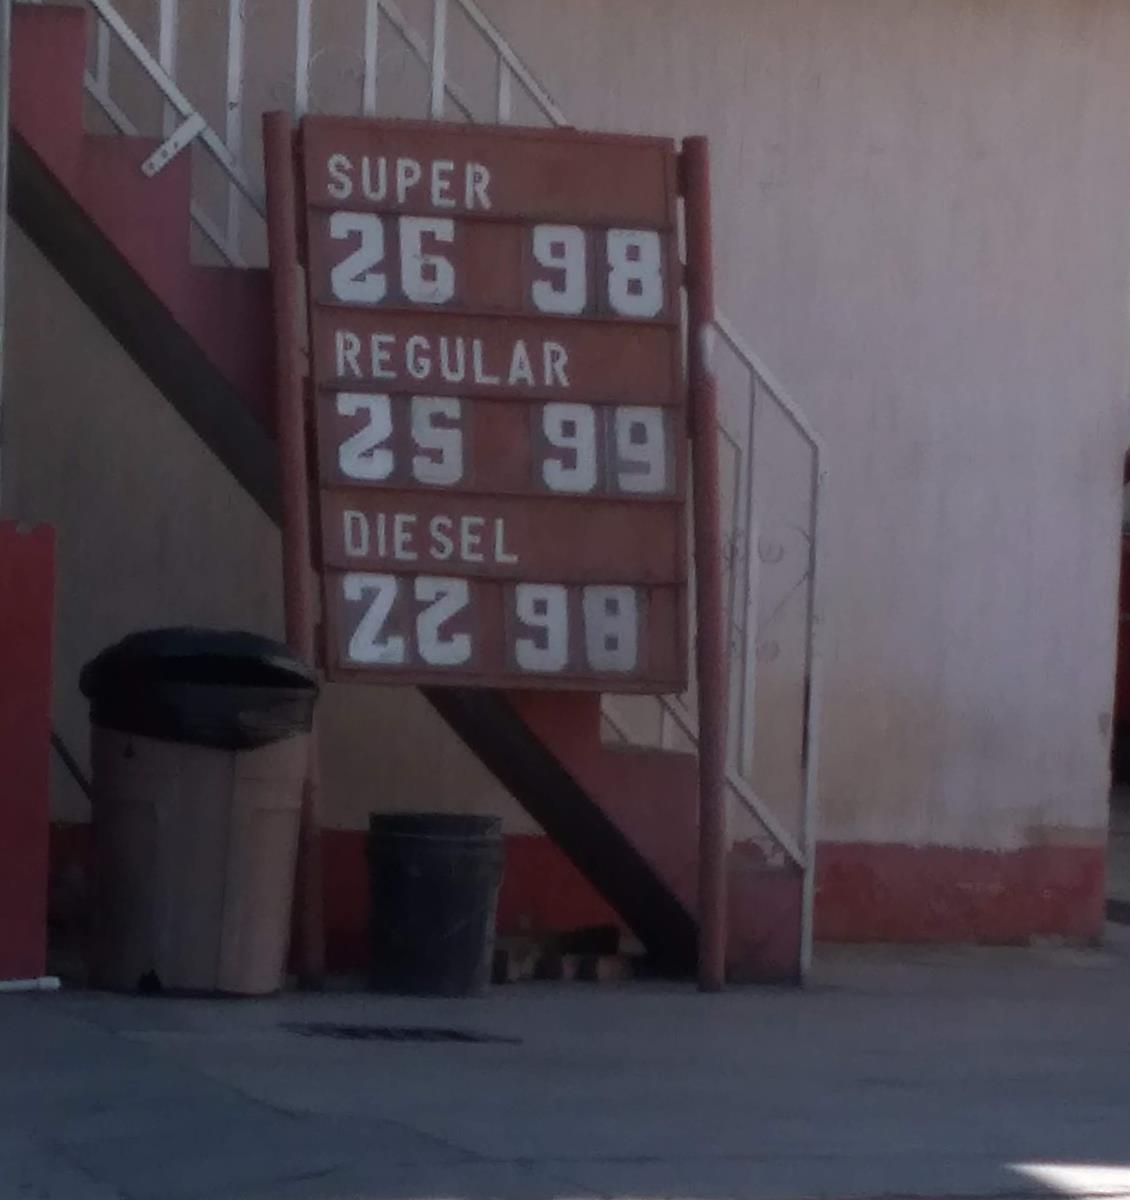 SUPER
26 98
REGULAR
25 99
DIESEL
22 98